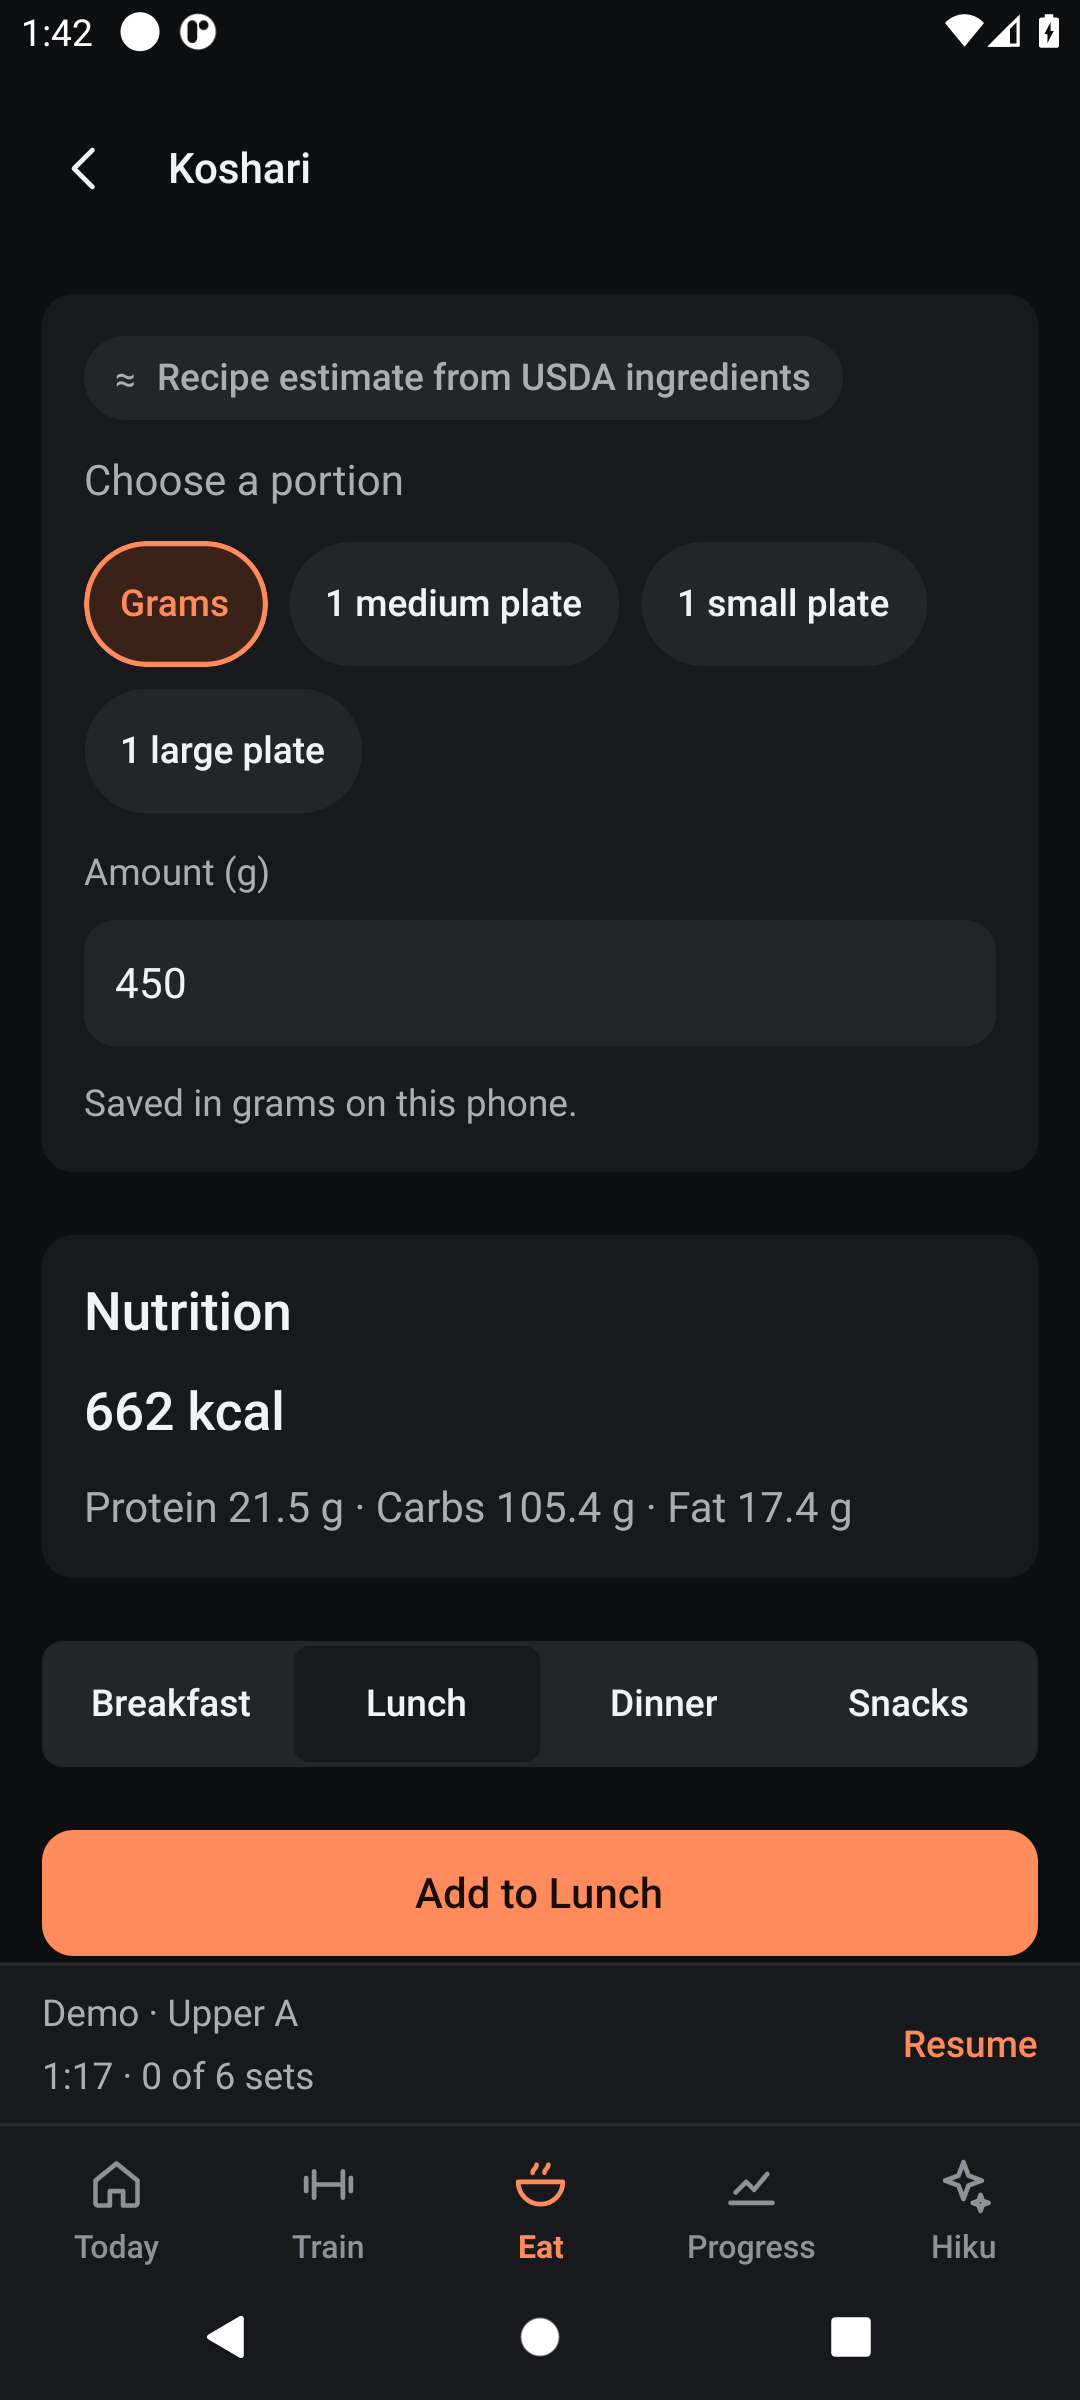 1:42
Koshari
≈ Recipe estimate from USDA ingredients
Choose a portion
Grams
1 medium plate
1 small plate
1 large plate
Amount (g)
450
Saved in grams on this phone.
Nutrition
662 kcal
Protein 21.5 g · Carbs 105.4 g · Fat 17.4 g
Breakfast
Lunch
Dinner
Snacks
Add to Lunch
Demo · Upper A
1:17 · 0 of 6 sets
Resume
Today
Train
Eat
Progress
Hiku